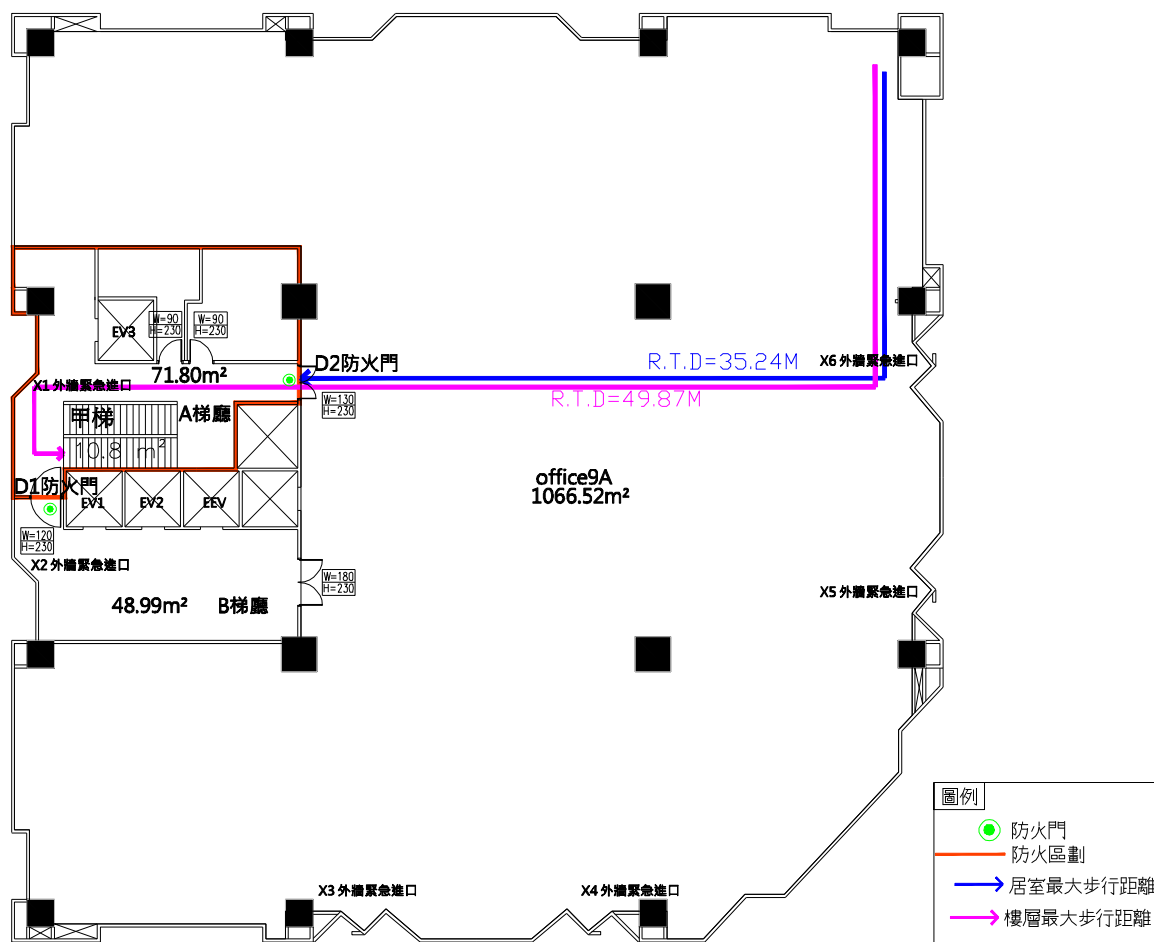 EV3
W=90
H=230
W=90
H=230
D2防火門
R.T.D=35.24M
X6 外牆緊急進口
71.80m²
X1 外牆緊急進口
R.T.D=49.87M
W=130
H=230
甲梯
A梯廳
10.8 m²
office9A
1066.52m²
D1防火門
EV1
EV2
EEV
W=120
H=230
X2 外牆緊急進口
W=180
H=230
X5 外牆緊急進口
48.99m²
B梯廳
圖例
防火門
防火區劃
居室最大步行距離
樓層最大步行距離
X3 外牆緊急進口
X4 外牆緊急進口